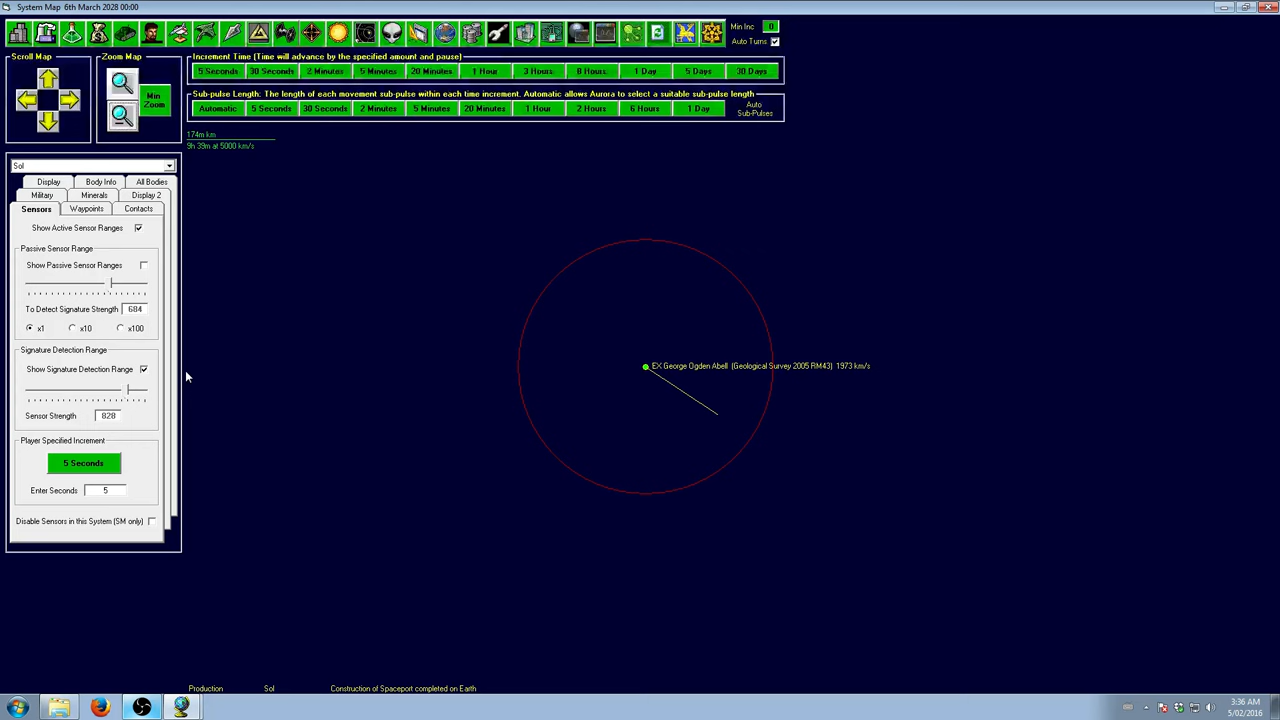 System Map  6th March 2028 00:00
Min Inc 0
Auto Turns
Scroll Map
Zoom Map
Min Zoom
Increment Time (Time will advance by the specified amount and pause)
5 Seconds 30 Seconds 2 Minutes 5 Minutes 20 Minutes 1 Hour 3 Hours 8 Hours 1 Day 5 Days 30 Days
Sub-pulse Length: The length of each movement sub-pulse within each time increment. Automatic allows Aurora to select a suitable sub-pulse length
Automatic 5 Seconds 30 Seconds 2 Minutes 5 Minutes 20 Minutes 1 Hour 2 Hours 6 Hours 1 Day
Auto
Sub-Pulses
174m km
9h 39m at 5000 km/s
Sol
Display Body Info All Bodies
Military Minerals Display 2
Sensors Waypoints Contacts
Show Active Sensor Ranges
Passive Sensor Range
Show Passive Sensor Ranges
To Detect Signature Strength 684
x1 x10 x100
Signature Detection Range
Show Signature Detection Range
Sensor Strength 828
Player Specified Increment
5 Seconds
Enter Seconds 5
Disable Sensors in this System (SM only)
EX George Ogden Abell (Geological Survey 2005 RM43) 1973 km/s
Production Sol Construction of Spaceport completed on Earth
3:36 AM
5/02/2016